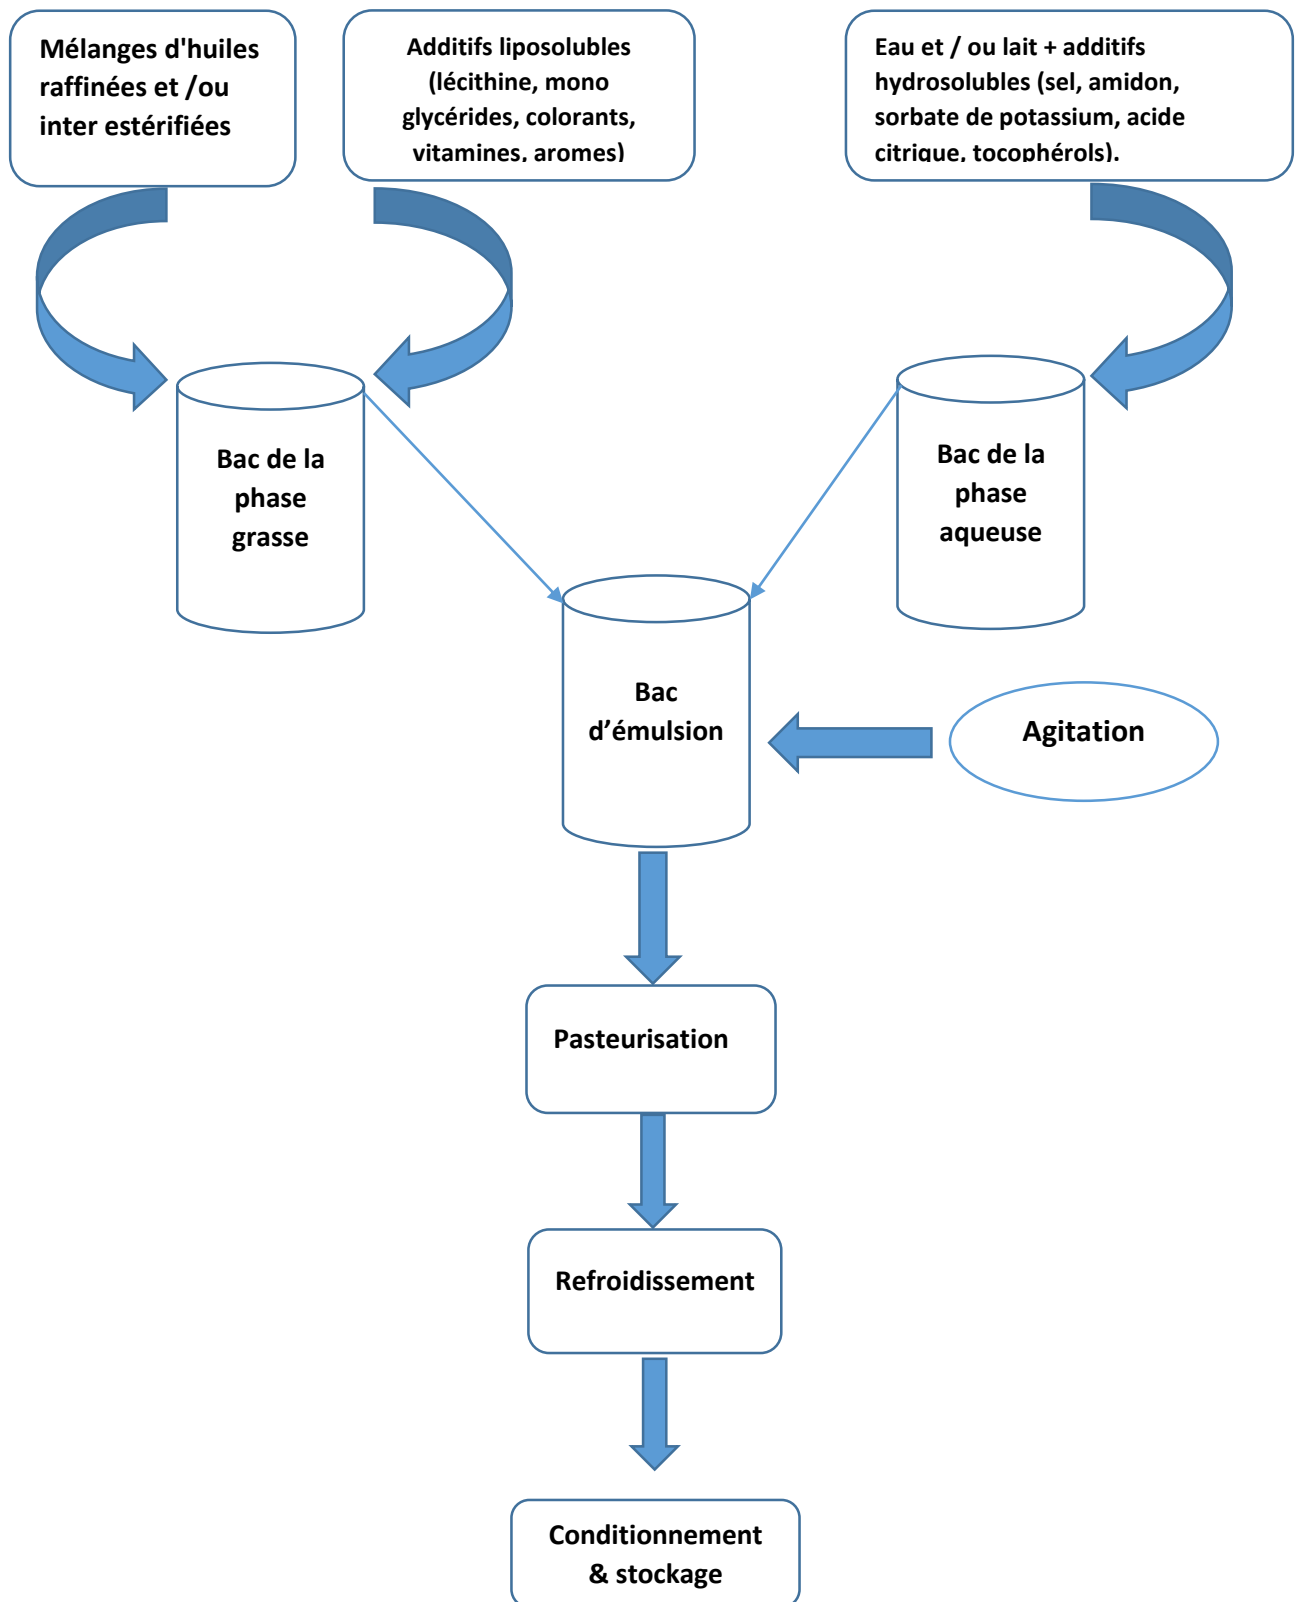 Mélanges d'huiles
raffinées et /ou
inter estérifiées
Additifs liposolubles
(lécithine, mono
glycérides, colorants,
vitamines, aromes)
Eau et / ou lait + additifs
hydrosolubles (sel, amidon,
sorbate de potassium, acide
citrique, tocophérols).
Bac de la
phase
grasse
Bac de la
phase
aqueuse
Bac
d’émulsion
Agitation
Pasteurisation
Refroidissement
Conditionnement
& stockage